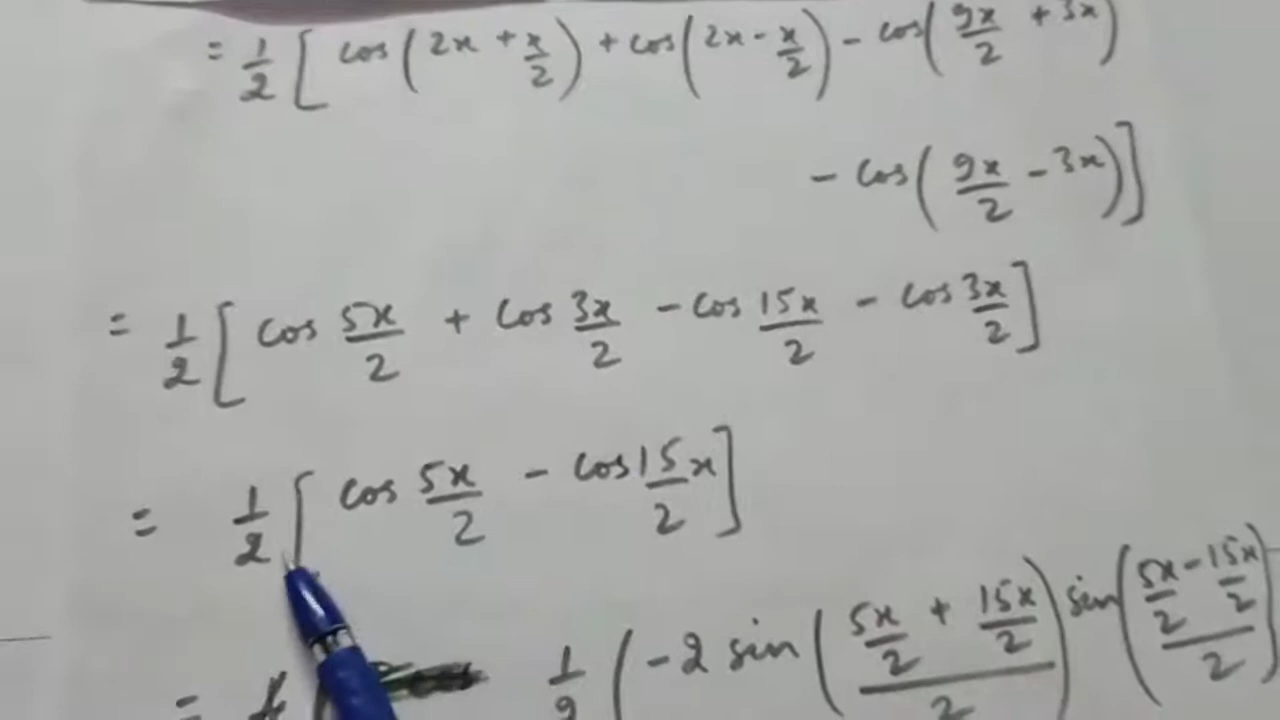 = 1/2 [ cos (2x + x/2) + cos (2x - x/2) - cos (9x/2 + 3x)
- cos (9x/2 - 3x) ]
= 1/2 [ cos 5x/2 + cos 3x/2 - cos 15x/2 - cos 3x/2 ]
= 1/2 [ cos 5x/2 - cos 15/2 x ]
= 1/2 ( -2 sin ( (5x/2 + 15x/2)/2 ) sin ( (5x/2 - 15x/2)/2 )